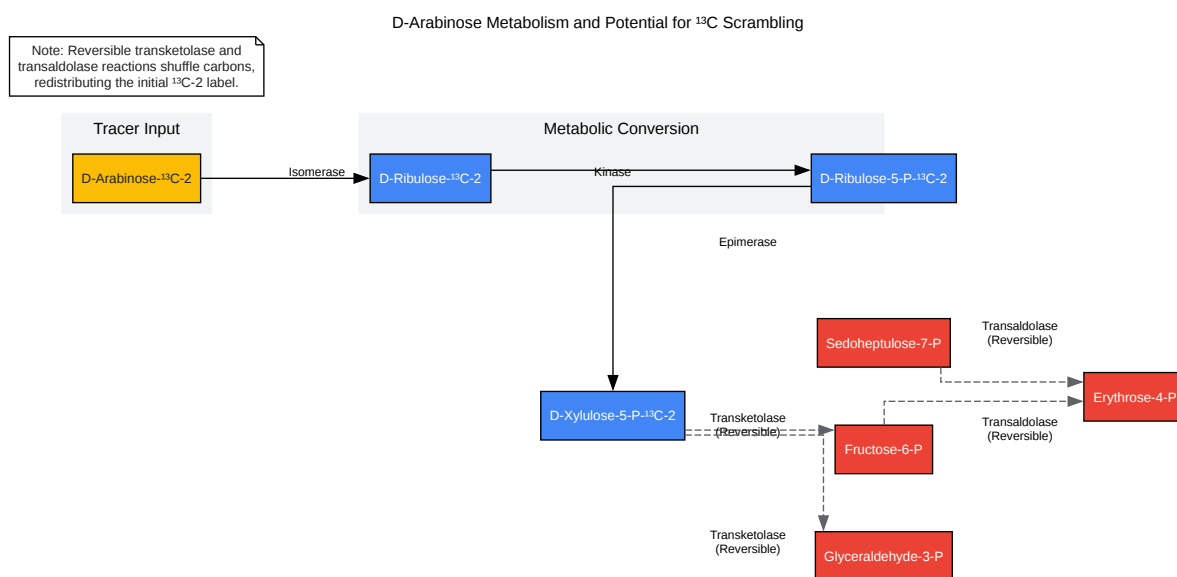 D-Arabinose Metabolism and Potential for ¹³C Scrambling
Note: Reversible transketolase and
transaldolase reactions shuffle carbons,
redistributing the initial ¹³C-2 label.
Tracer Input
Metabolic Conversion
D-Arabinose-¹³C-2
Isomerase
D-Ribulose-¹³C-2
Kinase
D-Ribulose-5-P-¹³C-2
Epimerase
Sedoheptulose-7-P
Transaldolase
(Reversible)
Erythrose-4-P
D-Xylulose-5-P-¹³C-2
Transketolase
(Reversible)
Fructose-6-P
Transaldolase
(Reversible)
Transketolase
(Reversible)
Glyceraldehyde-3-P